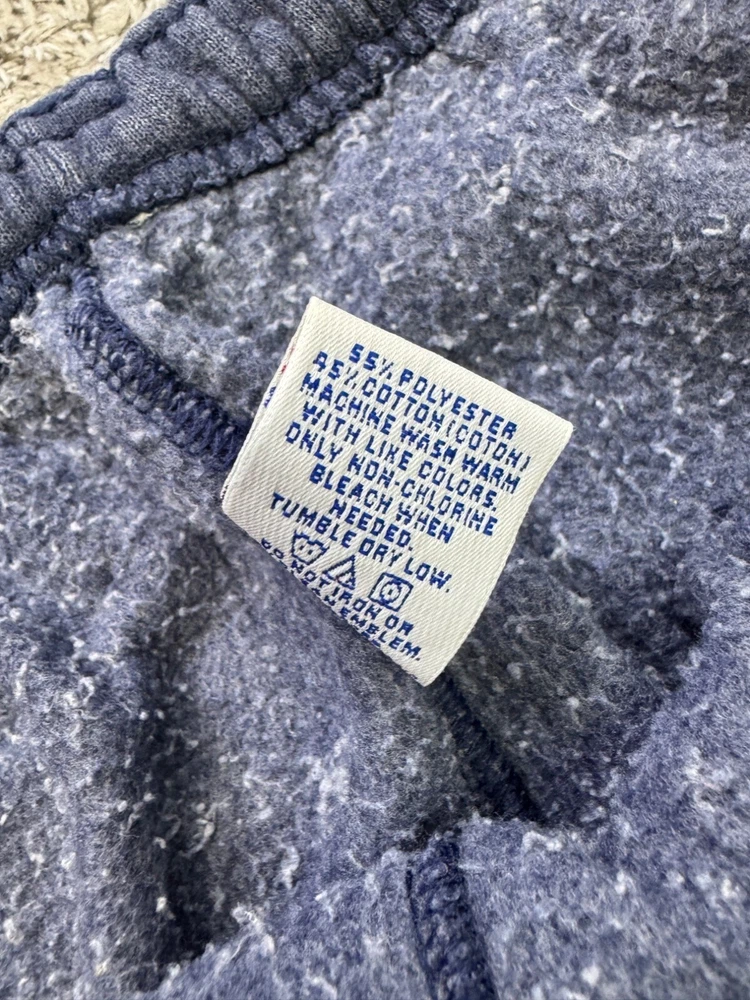 55% POLYESTER
45% COTTON(COTON)
MACHINE WASH WARM
WITH LIKE COLORS.
ONLY NON-CHLORINE
BLEACH WHEN
NEEDED.
TUMBLE DRY LOW.
DO NOT IRON OR
EMBLEM.